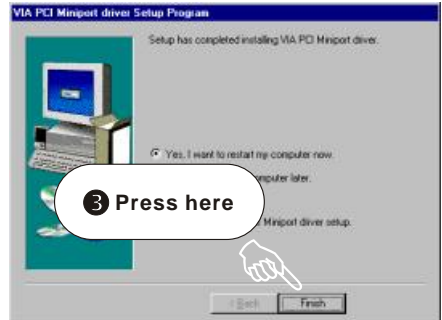 VIA PCI Miniport driver Setup Program
Setup has completed installing VIA PCI Miniport driver.
Yes, I want to restart my computer now.
computer later.
❸ Press here
Miniport driver setup.
< Back
Finish